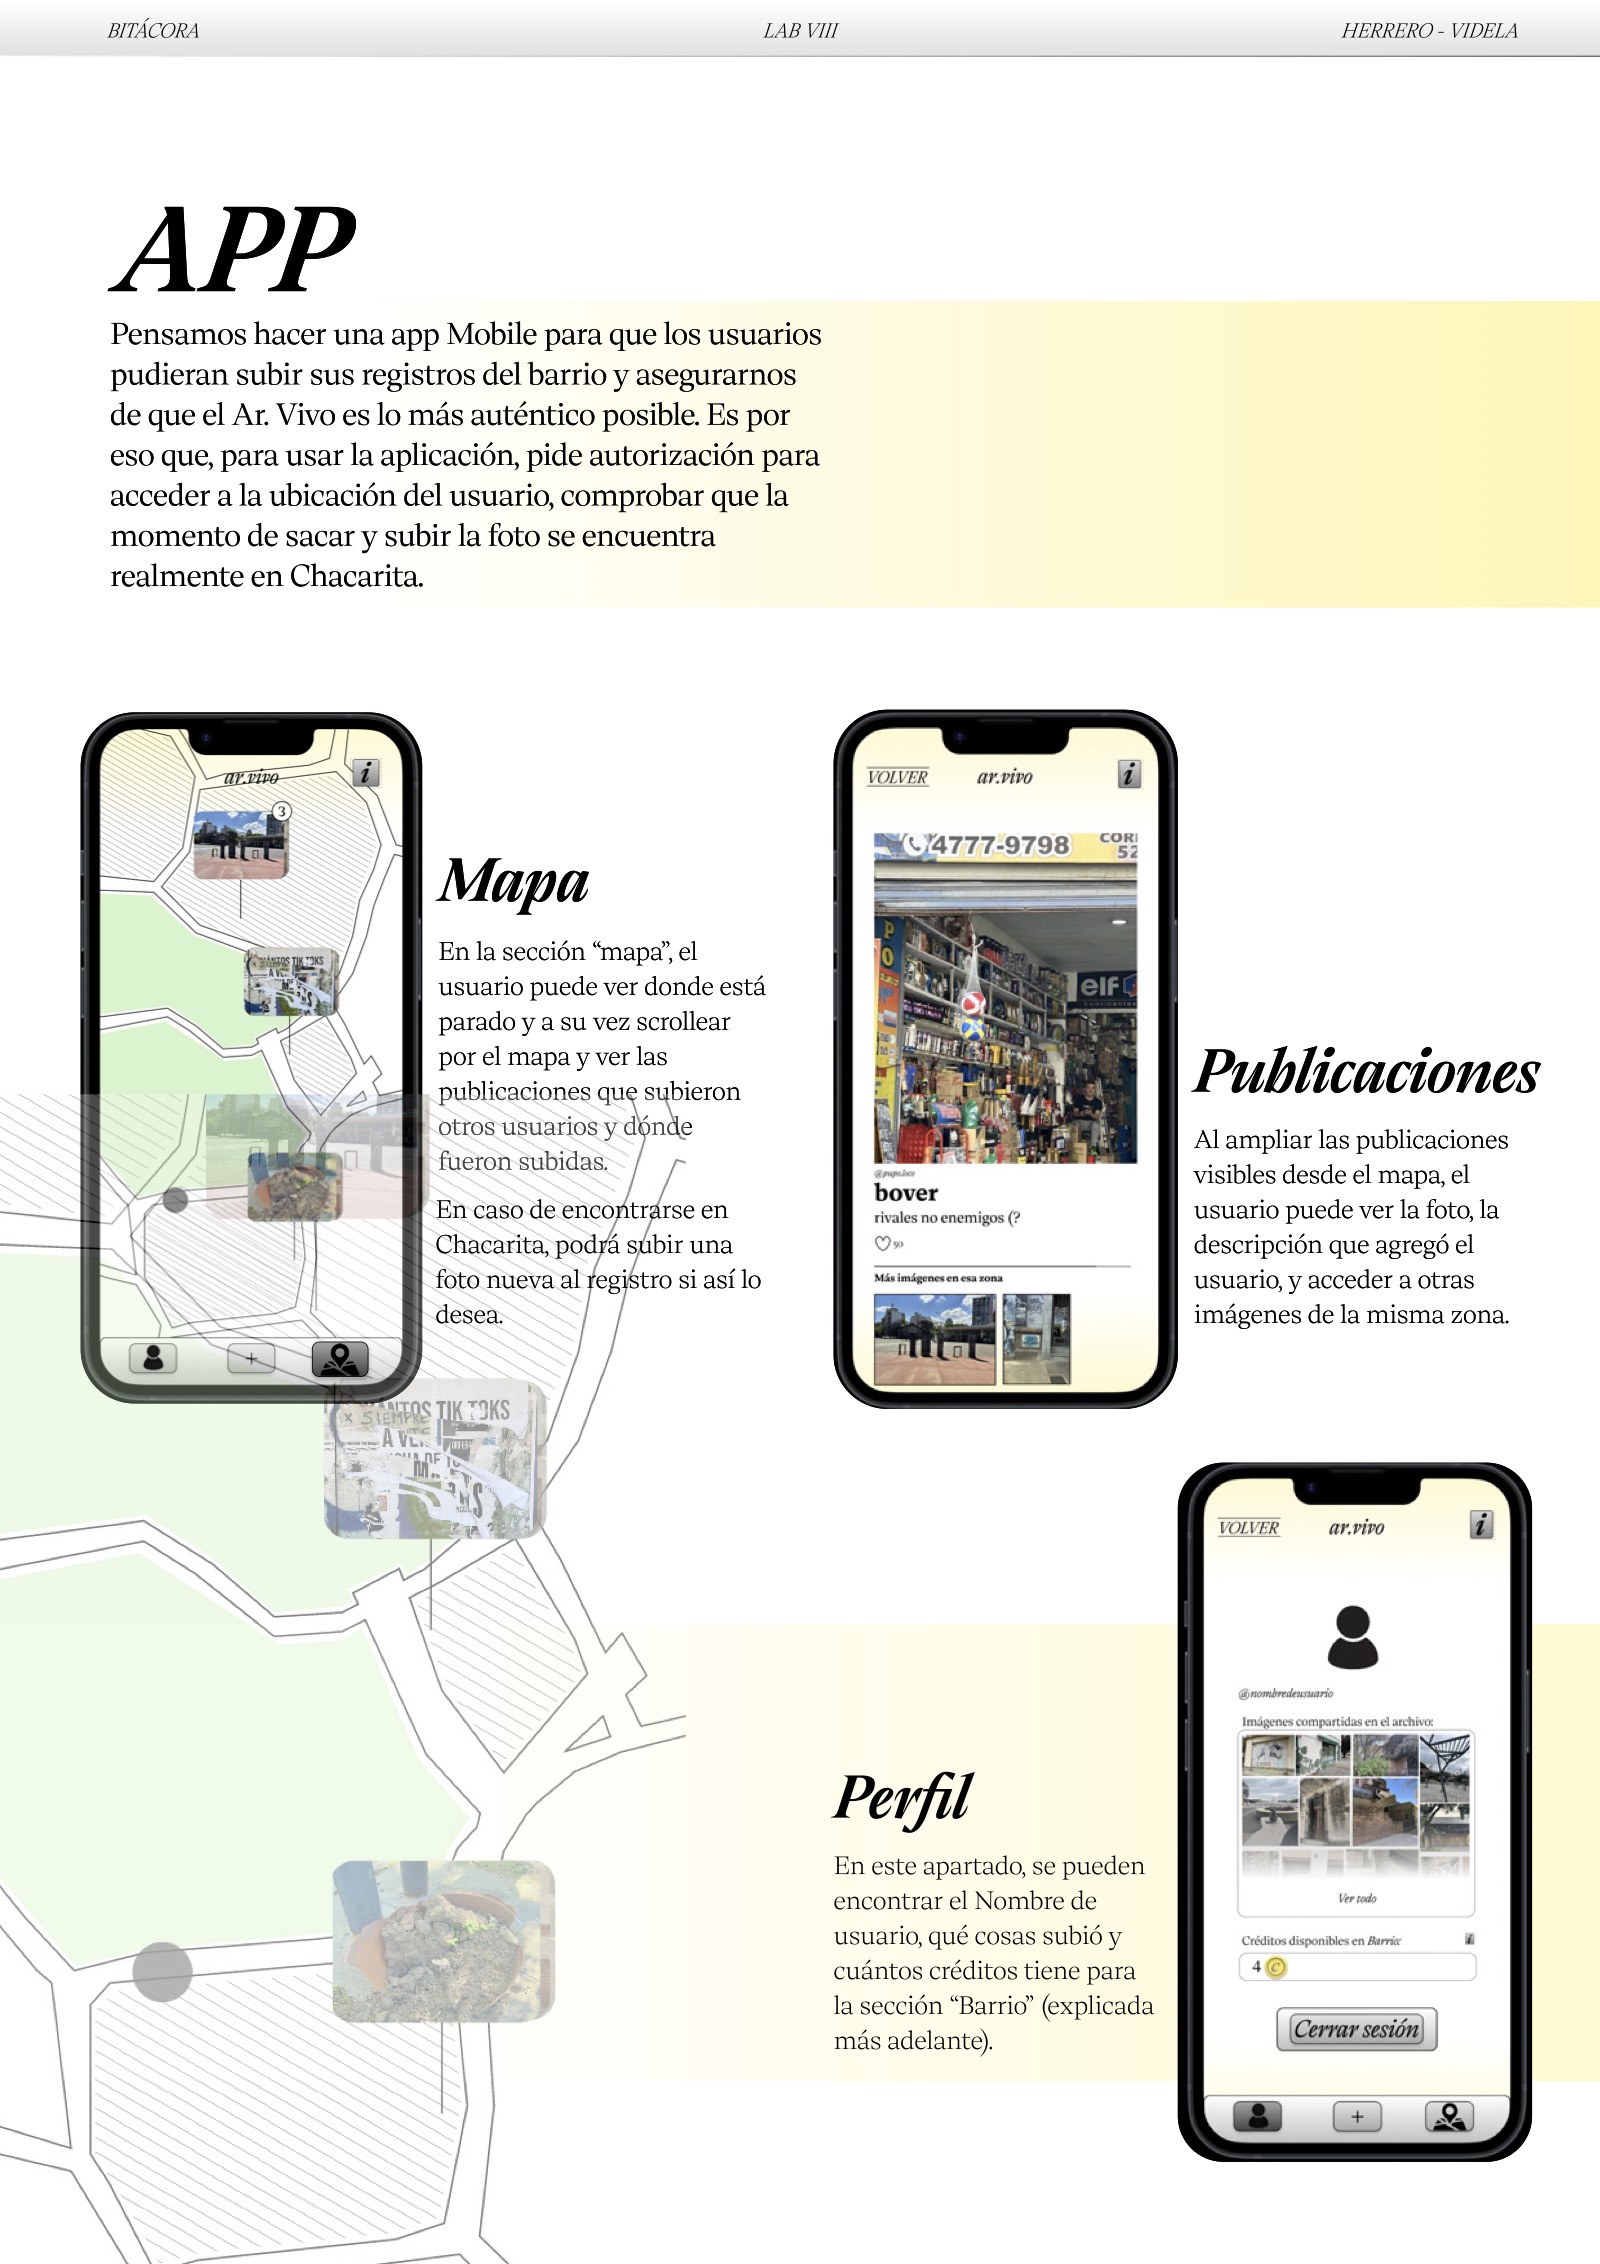 BITÁCORA
LAB VIII
HERRERO - VIDELA
APP
Pensamos hacer una app Mobile para que los usuarios
pudieran subir sus registros del barrio y asegurarnos
de que el Ar. Vivo es lo más auténtico posible. Es por
eso que, para usar la aplicación, pide autorización para
acceder a la ubicación del usuario, comprobar que la
momento de sacar y subir la foto se encuentra
realmente en Chacarita.
ar.vivo
i
3
TIK TOKS
Mapa
En la sección “mapa”, el
usuario puede ver donde está
parado y a su vez scrollear
por el mapa y ver las
publicaciones que subieron
otros usuarios y dónde
fueron subidas.
En caso de encontrarse en
Chacarita, podrá subir una
foto nueva al registro si así lo
desea.
+
x SIEMPRE
TIK TOKS
VOLVER
ar.vivo
i
4777-9798
elf
@pupo.loco
bover
rivales no enemigos (?
50
Más imágenes en esa zona
Publicaciones
Al ampliar las publicaciones
visibles desde el mapa, el
usuario puede ver la foto, la
descripción que agregó el
usuario, y acceder a otras
imágenes de la misma zona.
Perfil
En este apartado, se pueden
encontrar el Nombre de
usuario, qué cosas subió y
cuántos créditos tiene para
la sección “Barrio” (explicada
más adelante).
VOLVER
ar.vivo
i
@nombredeusuario
Imágenes compartidas en el archivo:
Ver todo
Créditos disponibles en Barrio:
i
4 C
Cerrar sesión
+